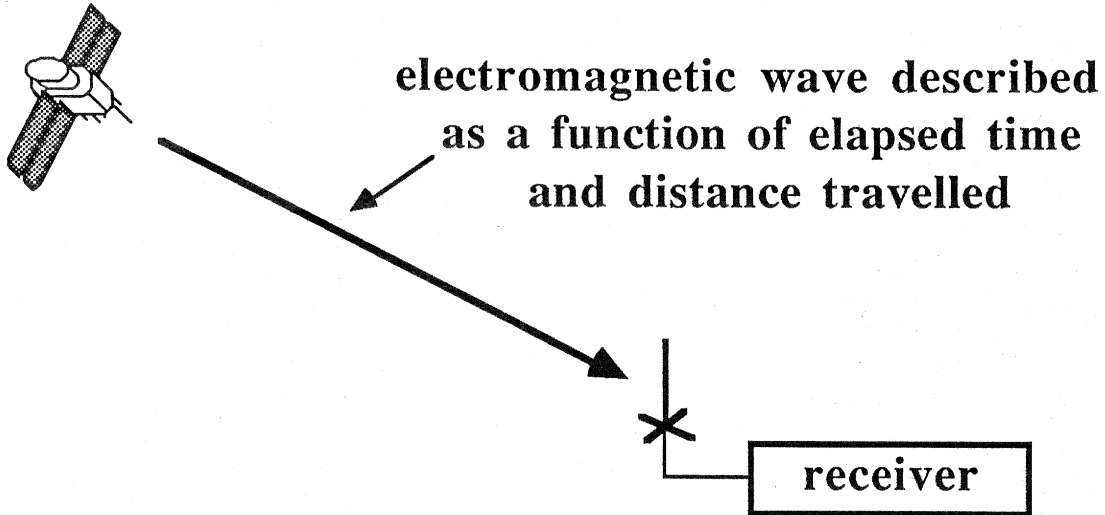 electromagnetic wave described
as a function of elapsed time
and distance travelled
receiver